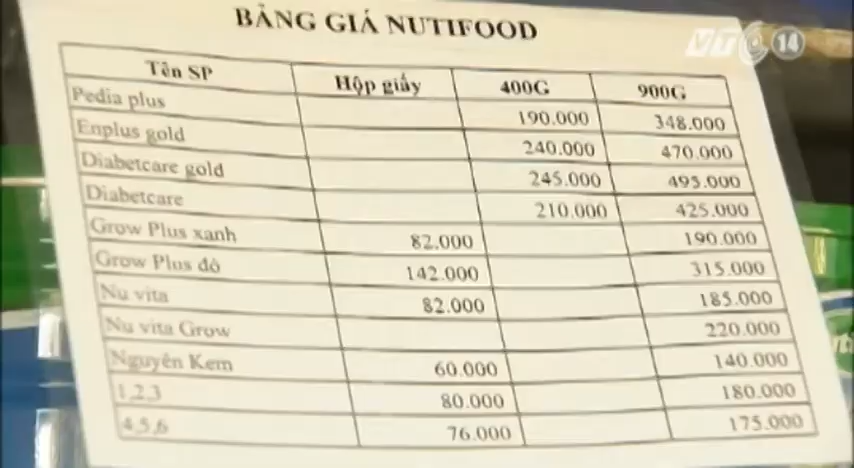 BẢNG GIÁ NUTIFOOD
VTC 14
Tên SP Hộp giấy 400G 900G
Pedia plus 190.000 348.000
Enplus gold 240.000 470.000
Diabetcare gold 245.000 495.000
Diabetcare 210.000 425.000
Grow Plus xanh 82.000 190.000
Grow Plus đỏ 142.000 315.000
Nu vita 82.000 185.000
Nu vita Grow 220.000
Nguyên Kem 60.000 140.000
1,2,3 80.000 180.000
4,5,6 76.000 175.000